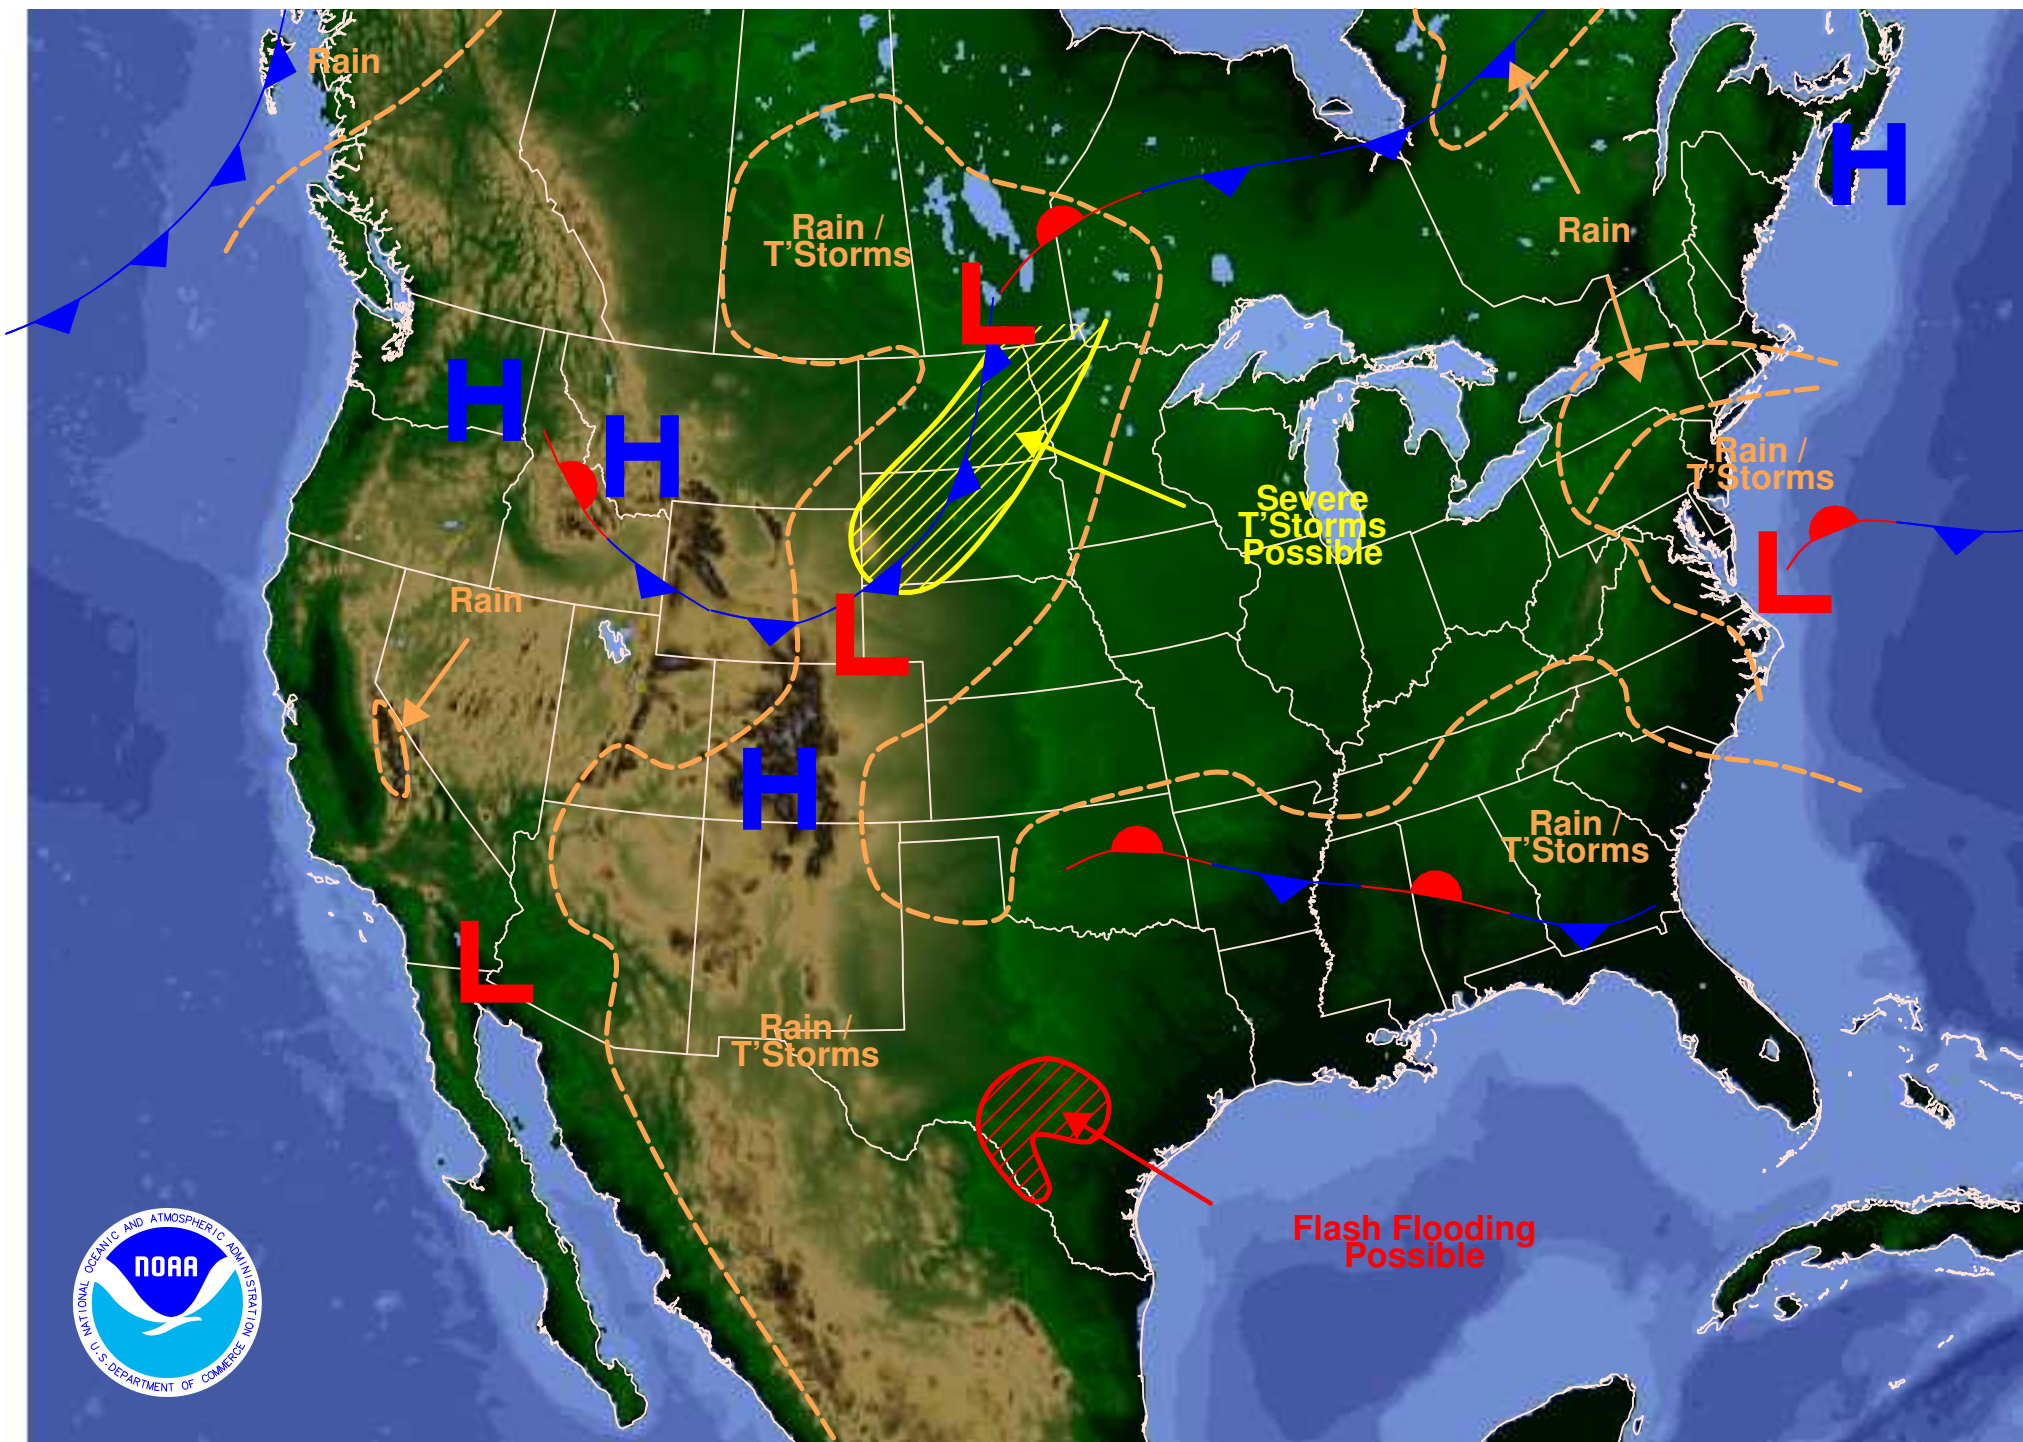 Rain
H
Rain /
T'Storms
Rain
L
H
H
Rain /
T'Storms
Severe
T'Storms
Possible
L
Rain
L
H
Rain /
T'Storms
L
Rain /
T'Storms
Flash Flooding
Possible
NATIONAL OCEANIC AND ATMOSPHERIC ADMINISTRATION
NOAA
U.S. DEPARTMENT OF COMMERCE